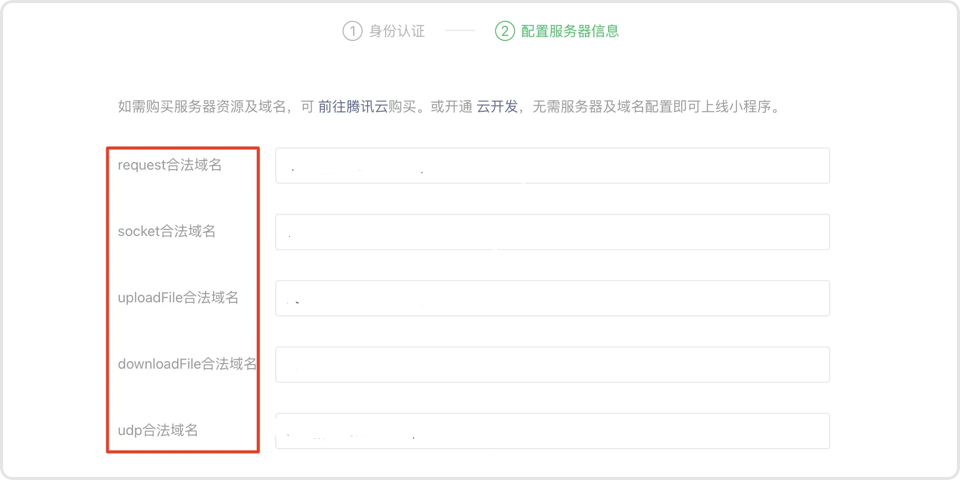 1 身份认证 2 配置服务器信息
如需购买服务器资源及域名，可 前往腾讯云购买。或开通 云开发，无需服务器及域名配置即可上线小程序。
request合法域名
socket合法域名
uploadFile合法域名
downloadFile合法域名
udp合法域名